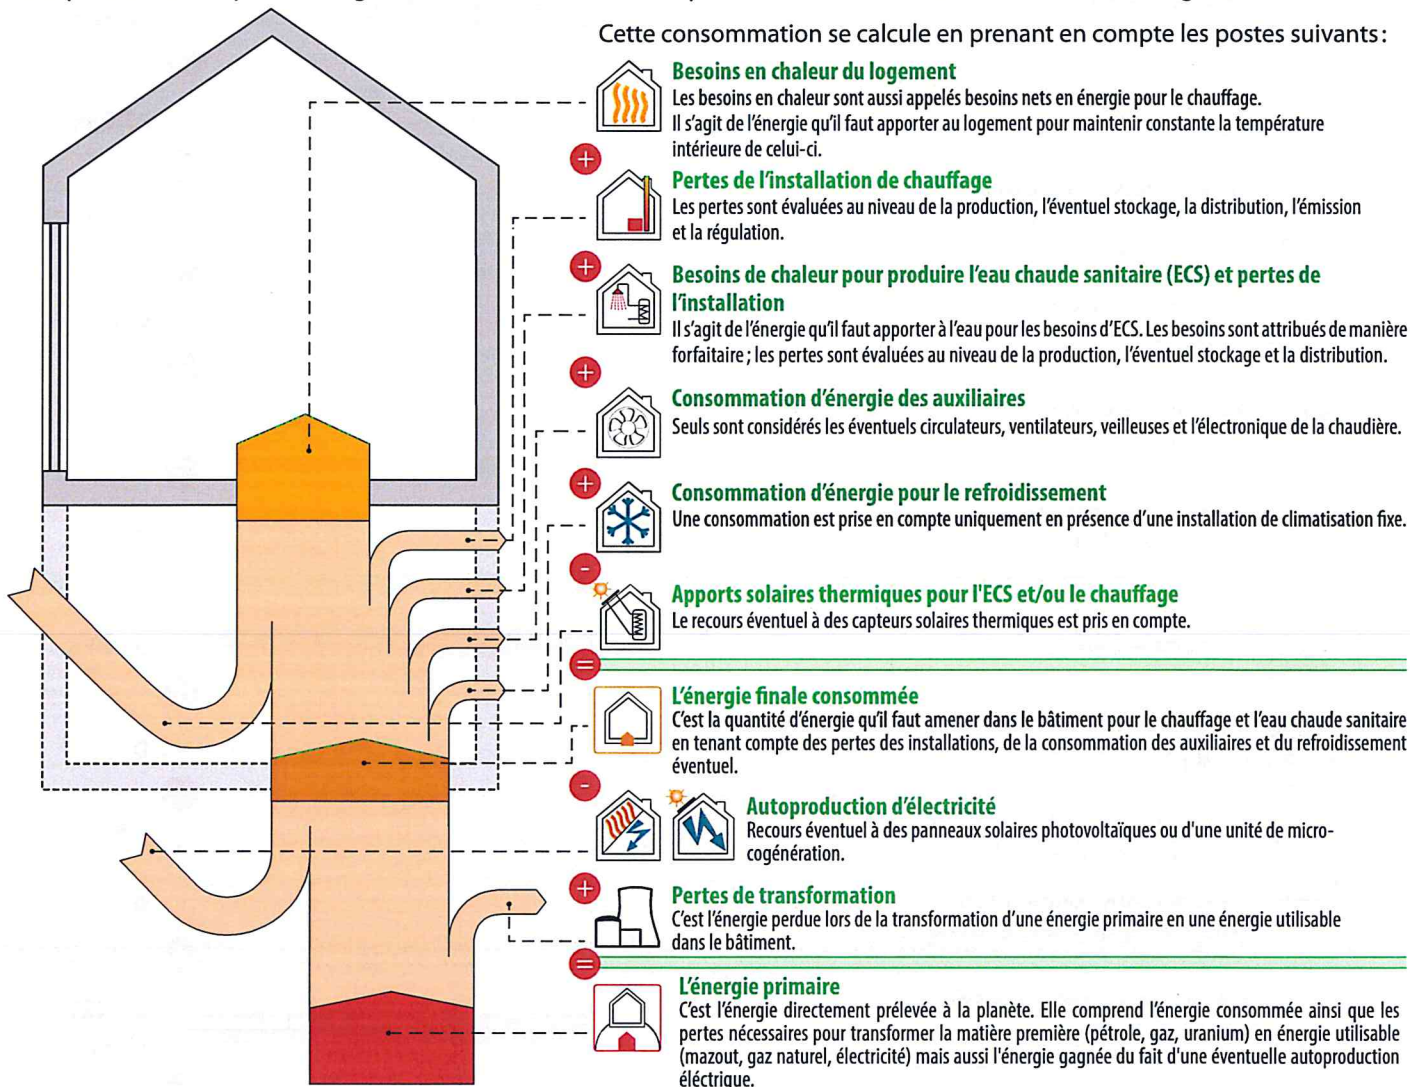 Cette consommation se calcule en prenant en compte les postes suivants:
Besoins en chaleur du logement
Les besoins en chaleur sont aussi appelés besoins nets en énergie pour le chauffage.
Il s'agit de l'énergie qu'il faut apporter au logement pour maintenir constante la température
intérieure de celui-ci.
+
Pertes de l'installation de chauffage
Les pertes sont évaluées au niveau de la production, l'éventuel stockage, la distribution, l'émission
et la régulation.
+
Besoins de chaleur pour produire l'eau chaude sanitaire (ECS) et pertes de
l'installation
Il s'agit de l'énergie qu'il faut apporter à l'eau pour les besoins d'ECS. Les besoins sont attribués de manière
forfaitaire ; les pertes sont évaluées au niveau de la production, l'éventuel stockage et la distribution.
+
Consommation d'énergie des auxiliaires
Seuls sont considérés les éventuels circulateurs, ventilateurs, veilleuses et l'électronique de la chaudière.
+
Consommation d'énergie pour le refroidissement
Une consommation est prise en compte uniquement en présence d'une installation de climatisation fixe.
-
Apports solaires thermiques pour l'ECS et/ou le chauffage
Le recours éventuel à des capteurs solaires thermiques est pris en compte.
=
L'énergie finale consommée
C'est la quantité d'énergie qu'il faut amener dans le bâtiment pour le chauffage et l'eau chaude sanitaire
en tenant compte des pertes des installations, de la consommation des auxiliaires et du refroidissement
éventuel.
-
Autoproduction d'électricité
Recours éventuel à des panneaux solaires photovoltaïques ou d'une unité de micro-
cogénération.
+
Pertes de transformation
C'est l'énergie perdue lors de la transformation d'une énergie primaire en une énergie utilisable
dans le bâtiment.
=
L'énergie primaire
C'est l'énergie directement prélevée à la planète. Elle comprend l'énergie consommée ainsi que les
pertes nécessaires pour transformer la matière première (pétrole, gaz, uranium) en énergie utilisable
(mazout, gaz naturel, électricité) mais aussi l'énergie gagnée du fait d'une éventuelle autoproduction
éléctrique.